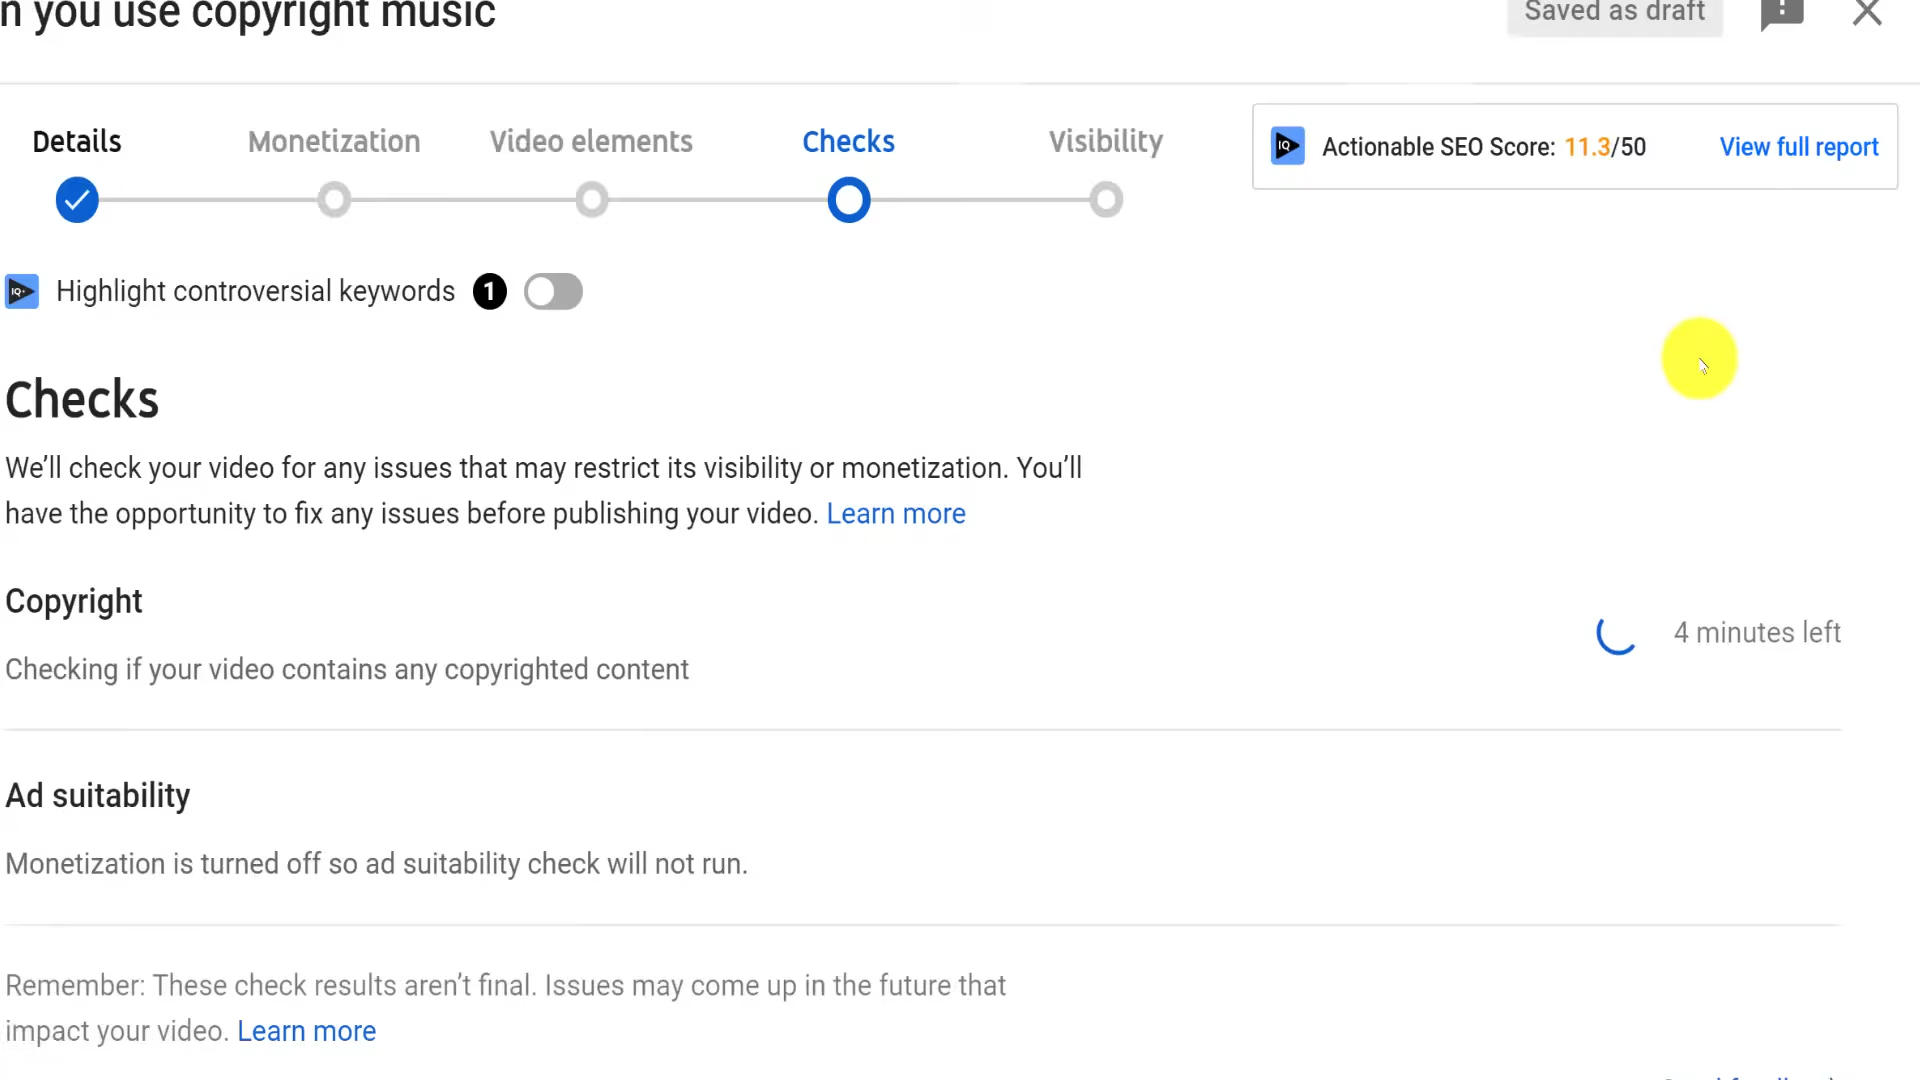 n you use copyright music
Saved as draft
Details
Monetization
Video elements
Checks
Visibility
IQ
Actionable SEO Score: 11.3/50
View full report
IQ+
Highlight controversial keywords 1
Checks
We’ll check your video for any issues that may restrict its visibility or monetization. You’ll
have the opportunity to fix any issues before publishing your video. Learn more
Copyright
4 minutes left
Checking if your video contains any copyrighted content
Ad suitability
Monetization is turned off so ad suitability check will not run.
Remember: These check results aren’t final. Issues may come up in the future that
impact your video. Learn more